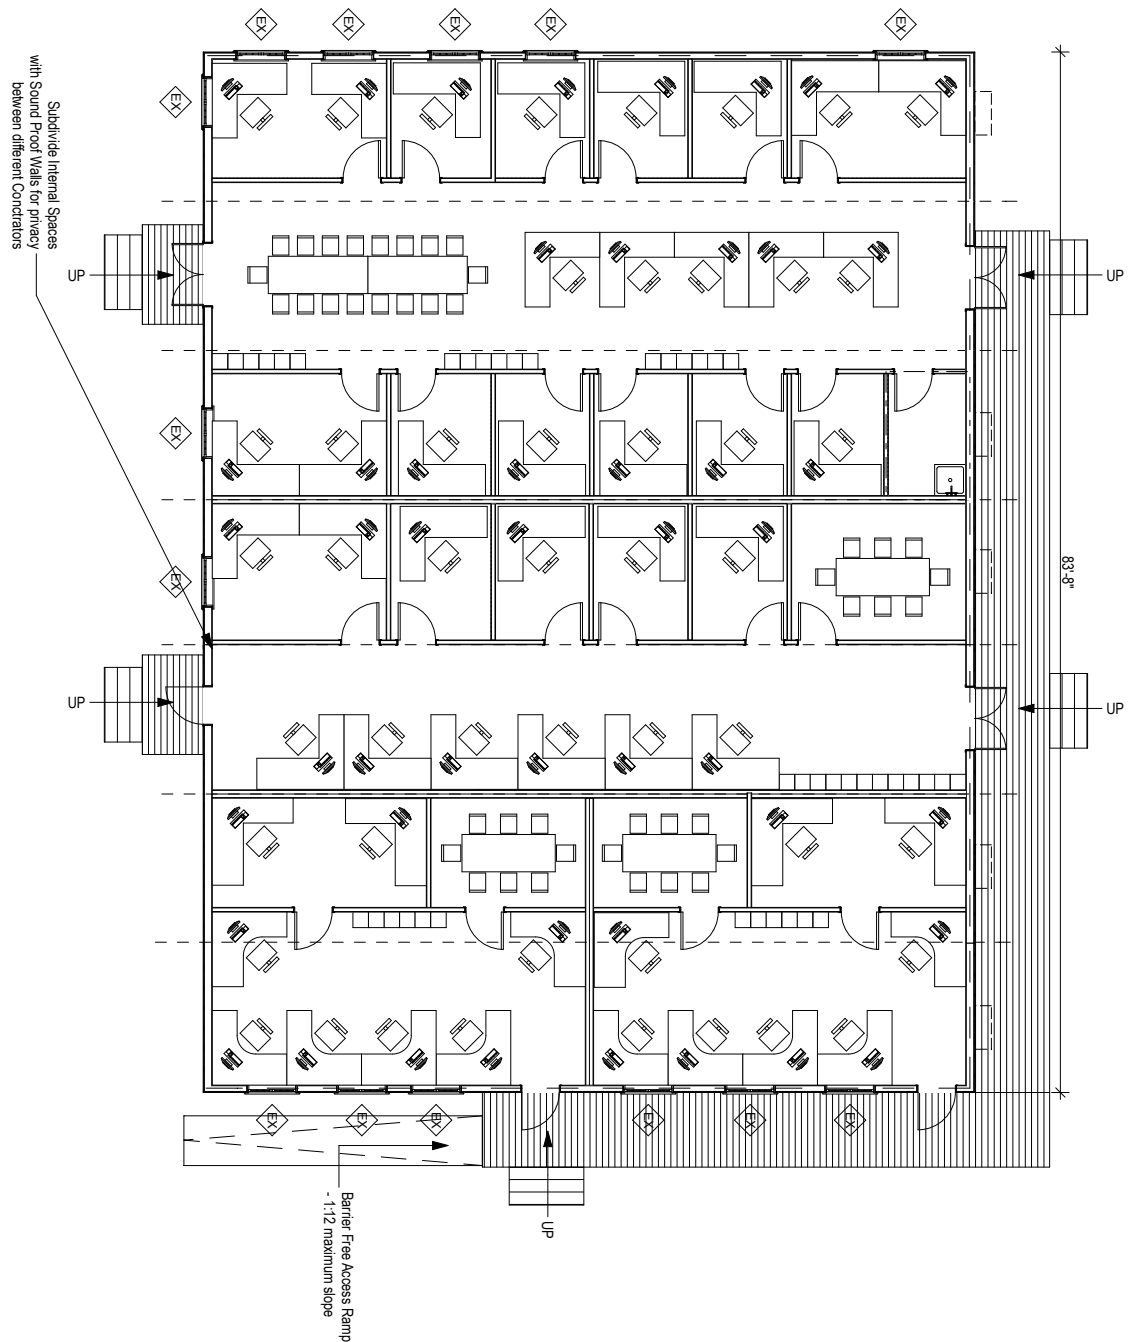 EX
EX
EX
EX
EX
EX
Subdivide Internal Spaces
with Sound Proof Walls for privacy
between different Conctrators
UP
UP
EX
EX
83'-8"
UP
UP
EX
EX
EX
EX
EX
EX
Barrier Free Access Ramp
- 1:12 maximum slope
UP